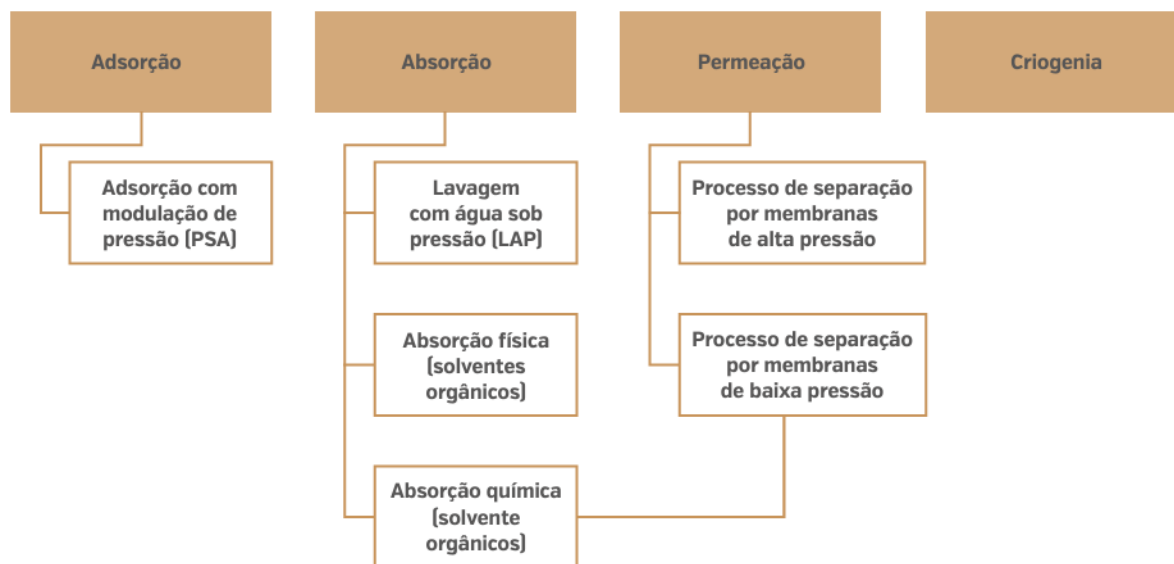 Adsorção
Absorção
Permeação
Criogenia
Adsorção com
modulação de
pressão (PSA)
Lavagem
com água sob
pressão (LAP)
Processo de separação
por membranas
de alta pressão
Absorção física
(solventes
orgânicos)
Processo de separação
por membranas
de baixa pressão
Absorção química
(solvente
orgânicos)